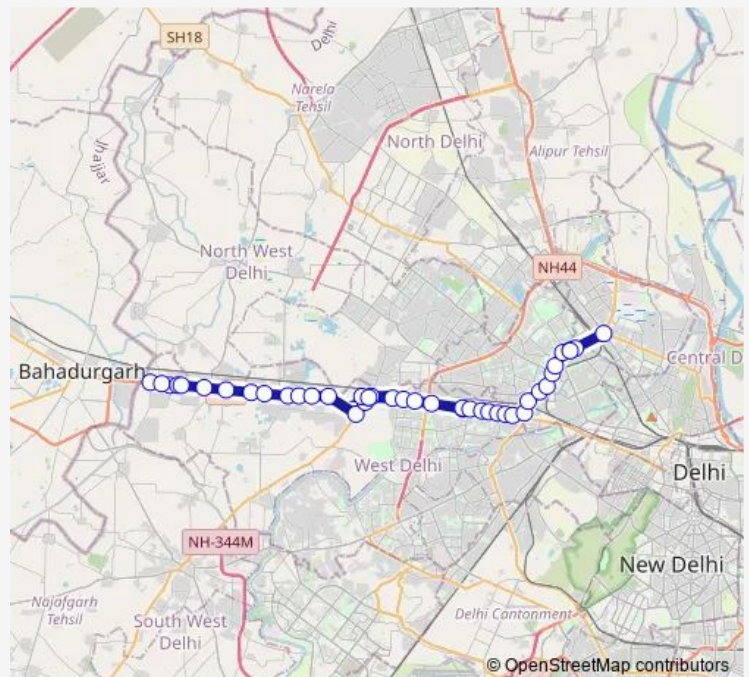 SH18
Delhi
Narela
Tehsil
North Delhi
Alipur Tehsil
Jhajjar
North West
Delhi
NH44
Central D
Bahadurgarh
West Delhi
Delhi
NH-344M
New Delhi
Najafgarh
Tehsil
South West
Delhi
Delhi Cantonment
© OpenStreetMap contributors